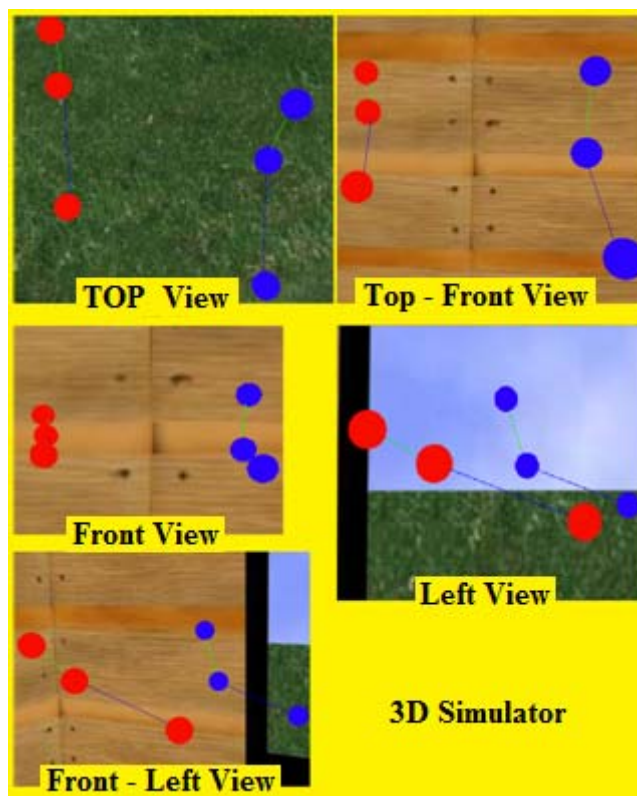 TOP View
Top - Front View
Front View
Left View
3D Simulator
Front - Left View